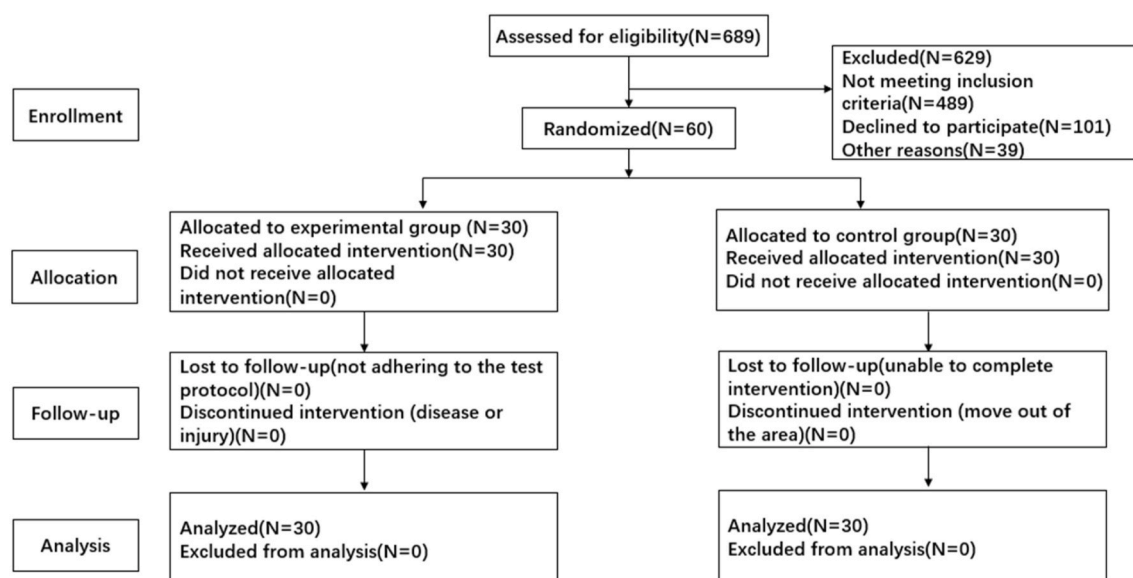 Assessed for eligibility(N=689)
Excluded(N=629)
Not meeting inclusion
criteria(N=489)
Declined to participate(N=101)
Other reasons(N=39)
Enrollment
Randomized(N=60)
Allocation
Allocated to experimental group (N=30)
Received allocated intervention(N=30)
Did not receive allocated
intervention(N=0)
Allocated to control group(N=30)
Received allocated intervention(N=30)
Did not receive allocated intervention(N=0)
Follow-up
Lost to follow-up(not adhering to the test
protocol)(N=0)
Discontinued intervention (disease or
injury)(N=0)
Lost to follow-up(unable to complete
intervention)(N=0)
Discontinued intervention (move out of
the area)(N=0)
Analysis
Analyzed(N=30)
Excluded from analysis(N=0)
Analyzed(N=30)
Excluded from analysis(N=0)